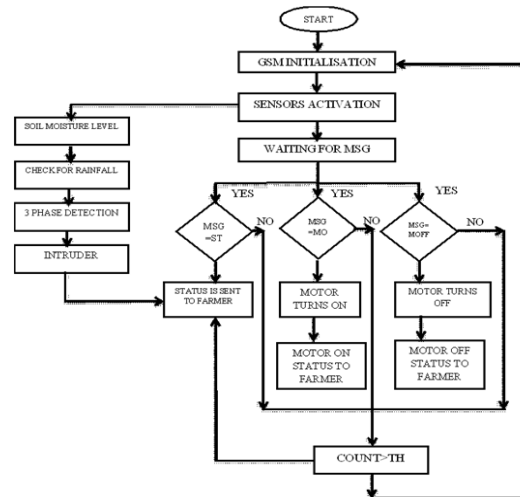 START
GSM INITIALISATION
SENSORS ACTIVATION
SOIL MOISTURE LEVEL
WAITING FOR MSG
CHECK FOR RAINFALL
3 PHASE DETECTION
INTRUDER
YES
YES
YES
MSG
=ST
NO
MSG
=MO
NO
MSG=
MOFF
NO
STATUS IS SENT
TO FARMER
MOTOR
TURNS ON
MOTOR TURNS
OFF
MOTOR ON
STATUS TO
FARMER
MOTOR OFF
STATUS TO
FARMER
COUNT>TH